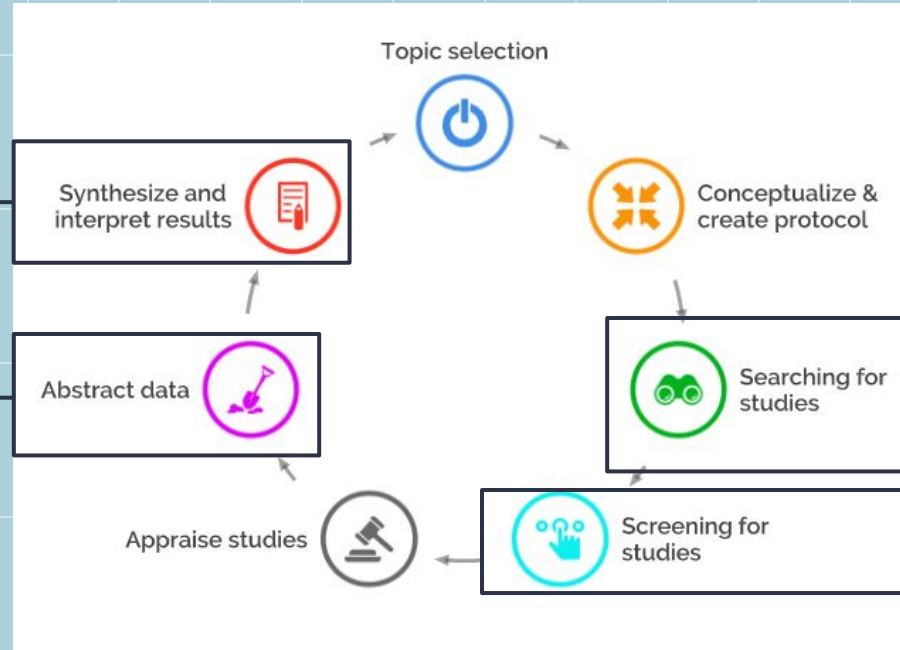 Topic selection
Conceptualize &
create protocol
Searching for
studies
Screening for
studies
Appraise studies
Abstract data
Synthesize and
interpret results